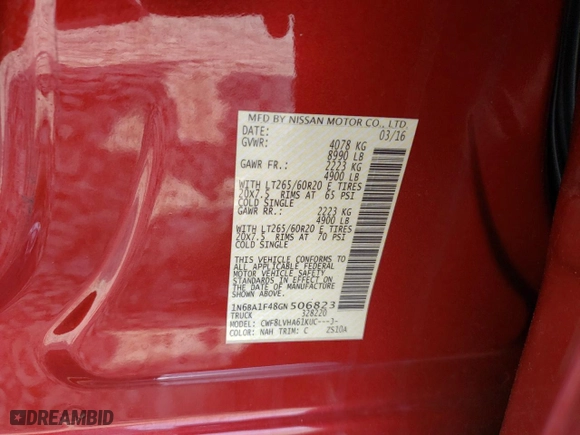 MFD BY NISSAN MOTOR CO., LTD.
DATE: 03/16
GVWR: 4078 KG
8990 LB
GAWR FR.: 2223 KG
4900 LB
WITH LT265/60R20 E TIRES
20X7.5 RIMS AT 65 PSI
COLD SINGLE
GAWR RR.: 2223 KG
4900 LB
WITH LT265/60R20 E TIRES
20X7.5 RIMS AT 70 PSI
COLD SINGLE
THIS VEHICLE CONFORMS TO
ALL APPLICABLE FEDERAL
MOTOR VEHICLE SAFETY
STANDARDS IN EFFECT ON
THE DATE OF MANUFACTURE
SHOWN ABOVE.
1N6BA1F48GN506823
TRUCK 328220
MODEL: CWF8LVHA61KUC---J-
COLOR: NAH TRIM: C ZS10A
DREAMBID